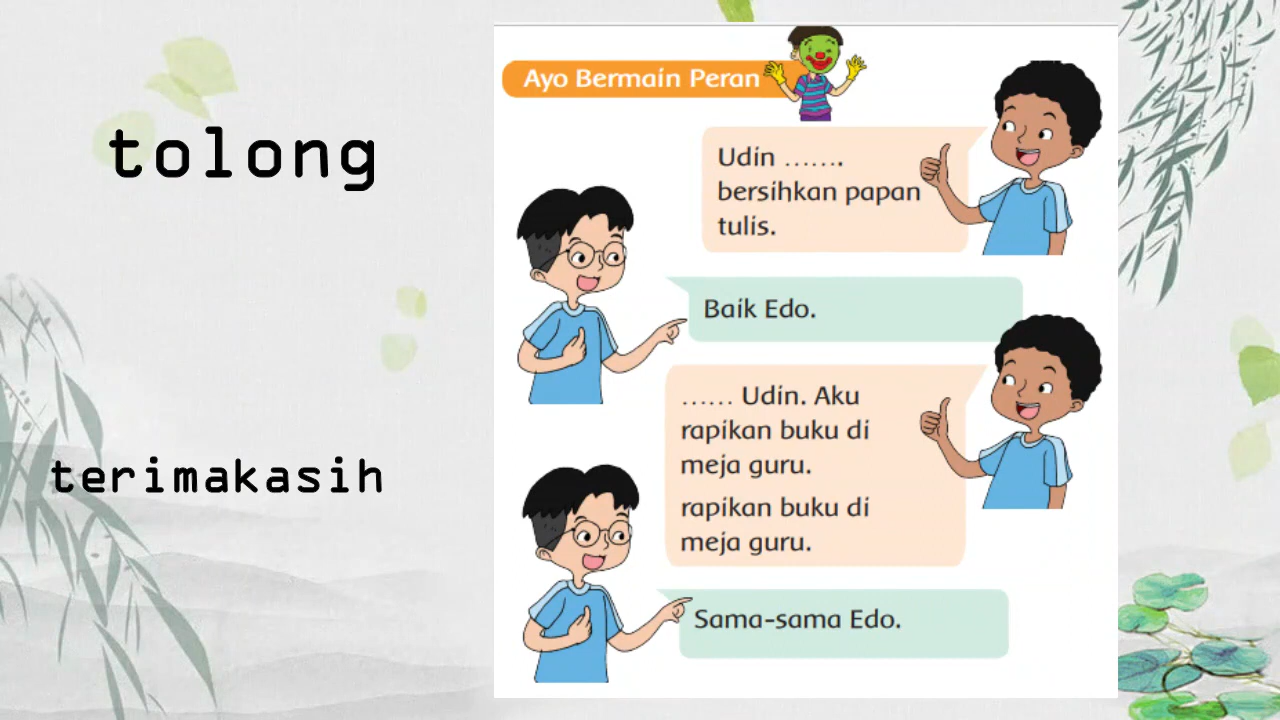 tolong
terimakasih
Ayo Bermain Peran
Udin .......
bersihkan papan
tulis.
Baik Edo.
...... Udin. Aku
rapikan buku di
meja guru.
rapikan buku di
meja guru.
Sama-sama Edo.